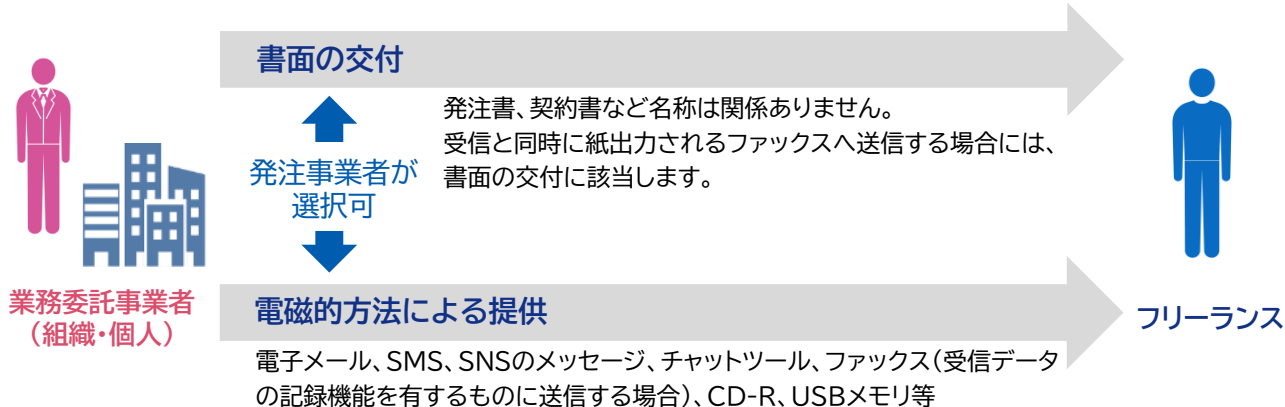 書面の交付
発注書、契約書など名称は関係ありません。
受信と同時に紙出力されるファックスへ送信する場合には、
書面の交付に該当します。
発注事業者が
選択可
業務委託事業者
（組織・個人）
電磁的方法による提供
フリーランス
電子メール、SMS、SNSのメッセージ、チャットツール、ファックス（受信データ
の記録機能を有するものに送信する場合）、CD-R、USBメモリ等